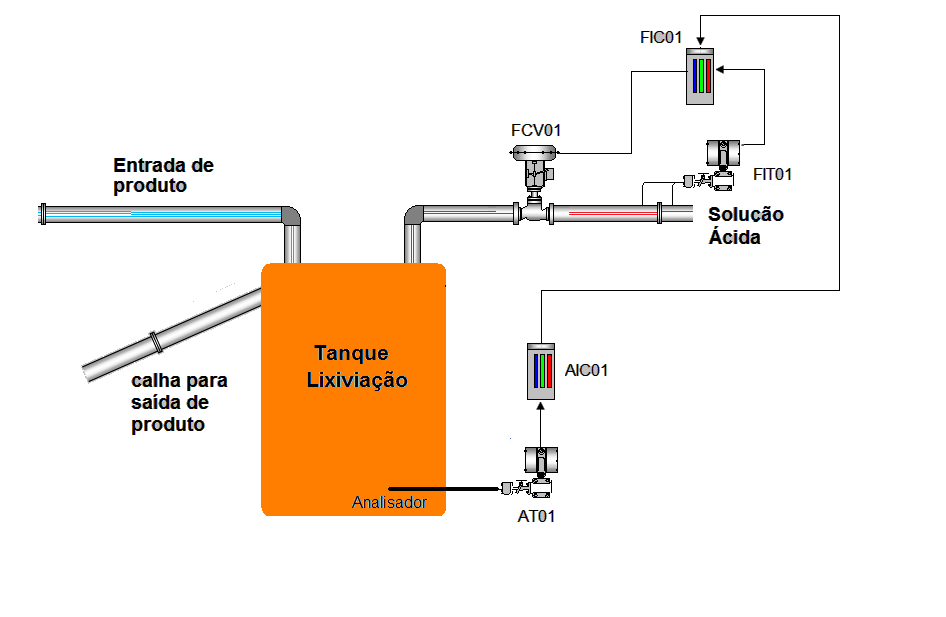 FIC01
FCV01
Entrada de
produto
FIT01
Solução
Ácida
Tanque
Lixiviação
AIC01
calha para
saída de
produto
Analisador
AT01